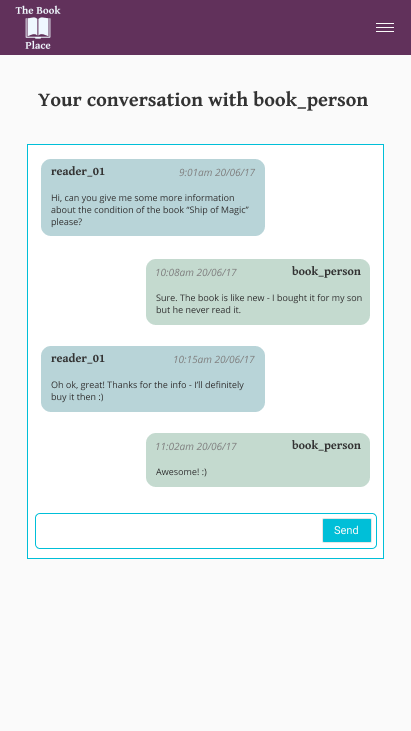 The Book
Place
Your conversation with book_person
reader_01 9:01am 20/06/17
Hi, can you give me some more information
about the condition of the book “Ship of Magic”
please?
10:08am 20/06/17 book_person
Sure. The book is like new - I bought it for my son
but he never read it.
reader_01 10:15am 20/06/17
Oh ok, great! Thanks for the info - I’ll definitely
buy it then :)
11:02am 20/06/17 book_person
Awesome! :)
Send